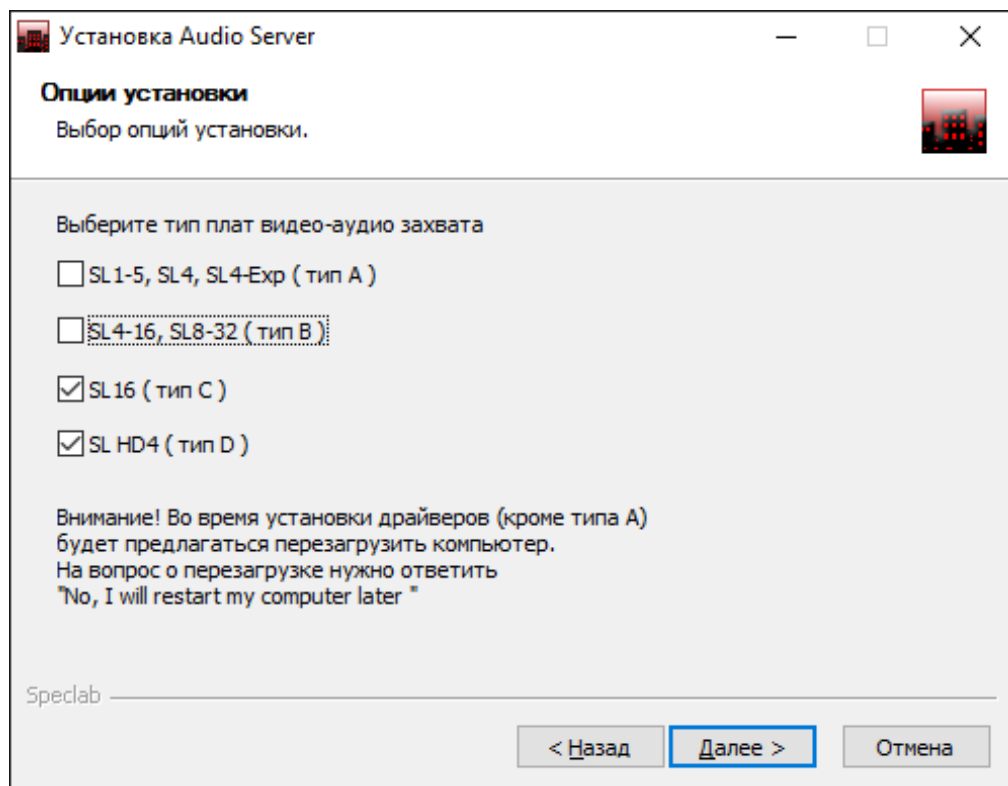 Установка Audio Server
Опции установки
Выбор опций установки.
Выберите тип плат видео-аудио захвата
SL1-5, SL4, SL4-Exp ( тип A )
SL4-16, SL8-32 ( тип B )
SL16 ( тип C )
SL HD4 ( тип D )
Внимание! Во время установки драйверов (кроме типа А)
будет предлагаться перезагрузить компьютер.
На вопрос о перезагрузке нужно ответить
"No, I will restart my computer later "
Speclab
< Назад
Далее >
Отмена